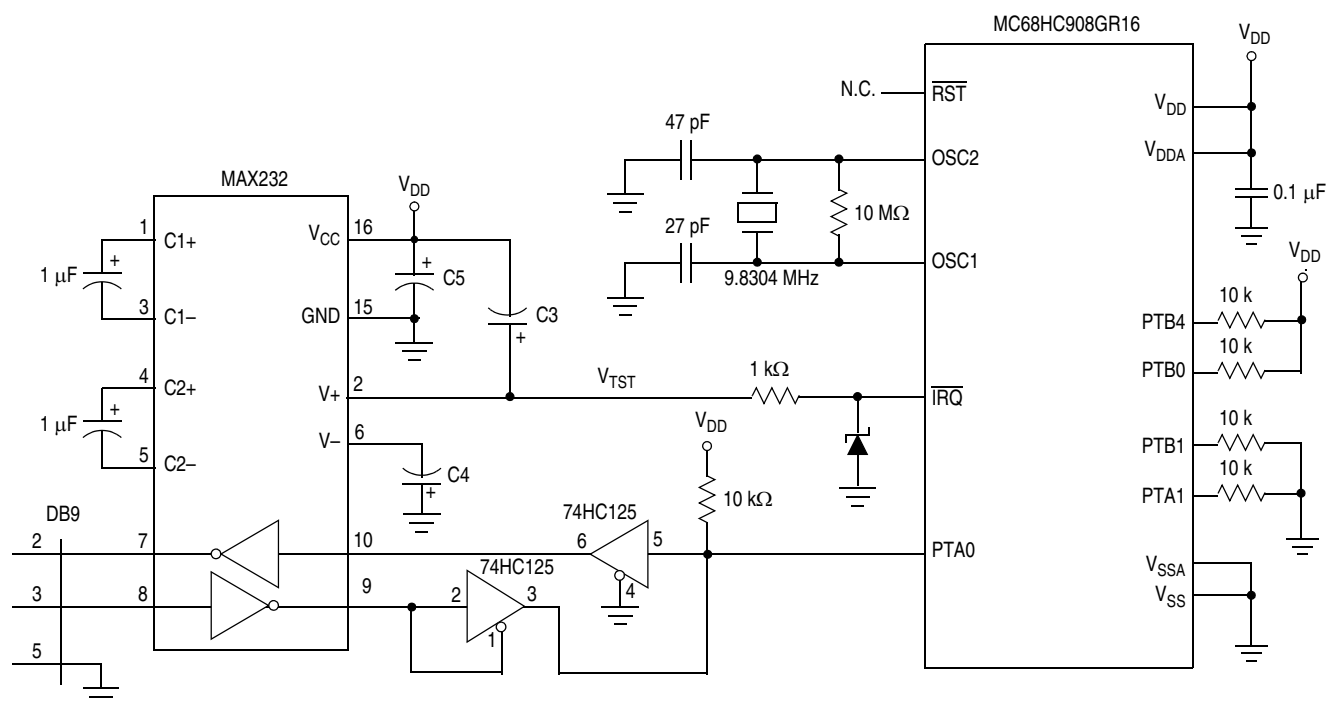 MC68HC908GR16
VDD
N.C.
RST
VDD
47 pF
OSC2
VDDA
MAX232
VDD
10 MΩ
0.1 µF
1
C1+
VCC
16
27 pF
1 µF
+
+
C5
OSC1
VDD
9.8304 MHz
3
C1–
GND
15
C3
+
10 k
PTB4
10 k
PTB0
4
C2+
V+
2
VTST
1 kΩ
IRQ
1 µF
+
VDD
10 k
PTB1
V–
6
5
C2–
C4
+
10 k
PTA1
10 kΩ
DB9
74HC125
2
7
10
6
5
PTA0
74HC125
4
VSSA
3
8
9
2
3
VSS
1
5